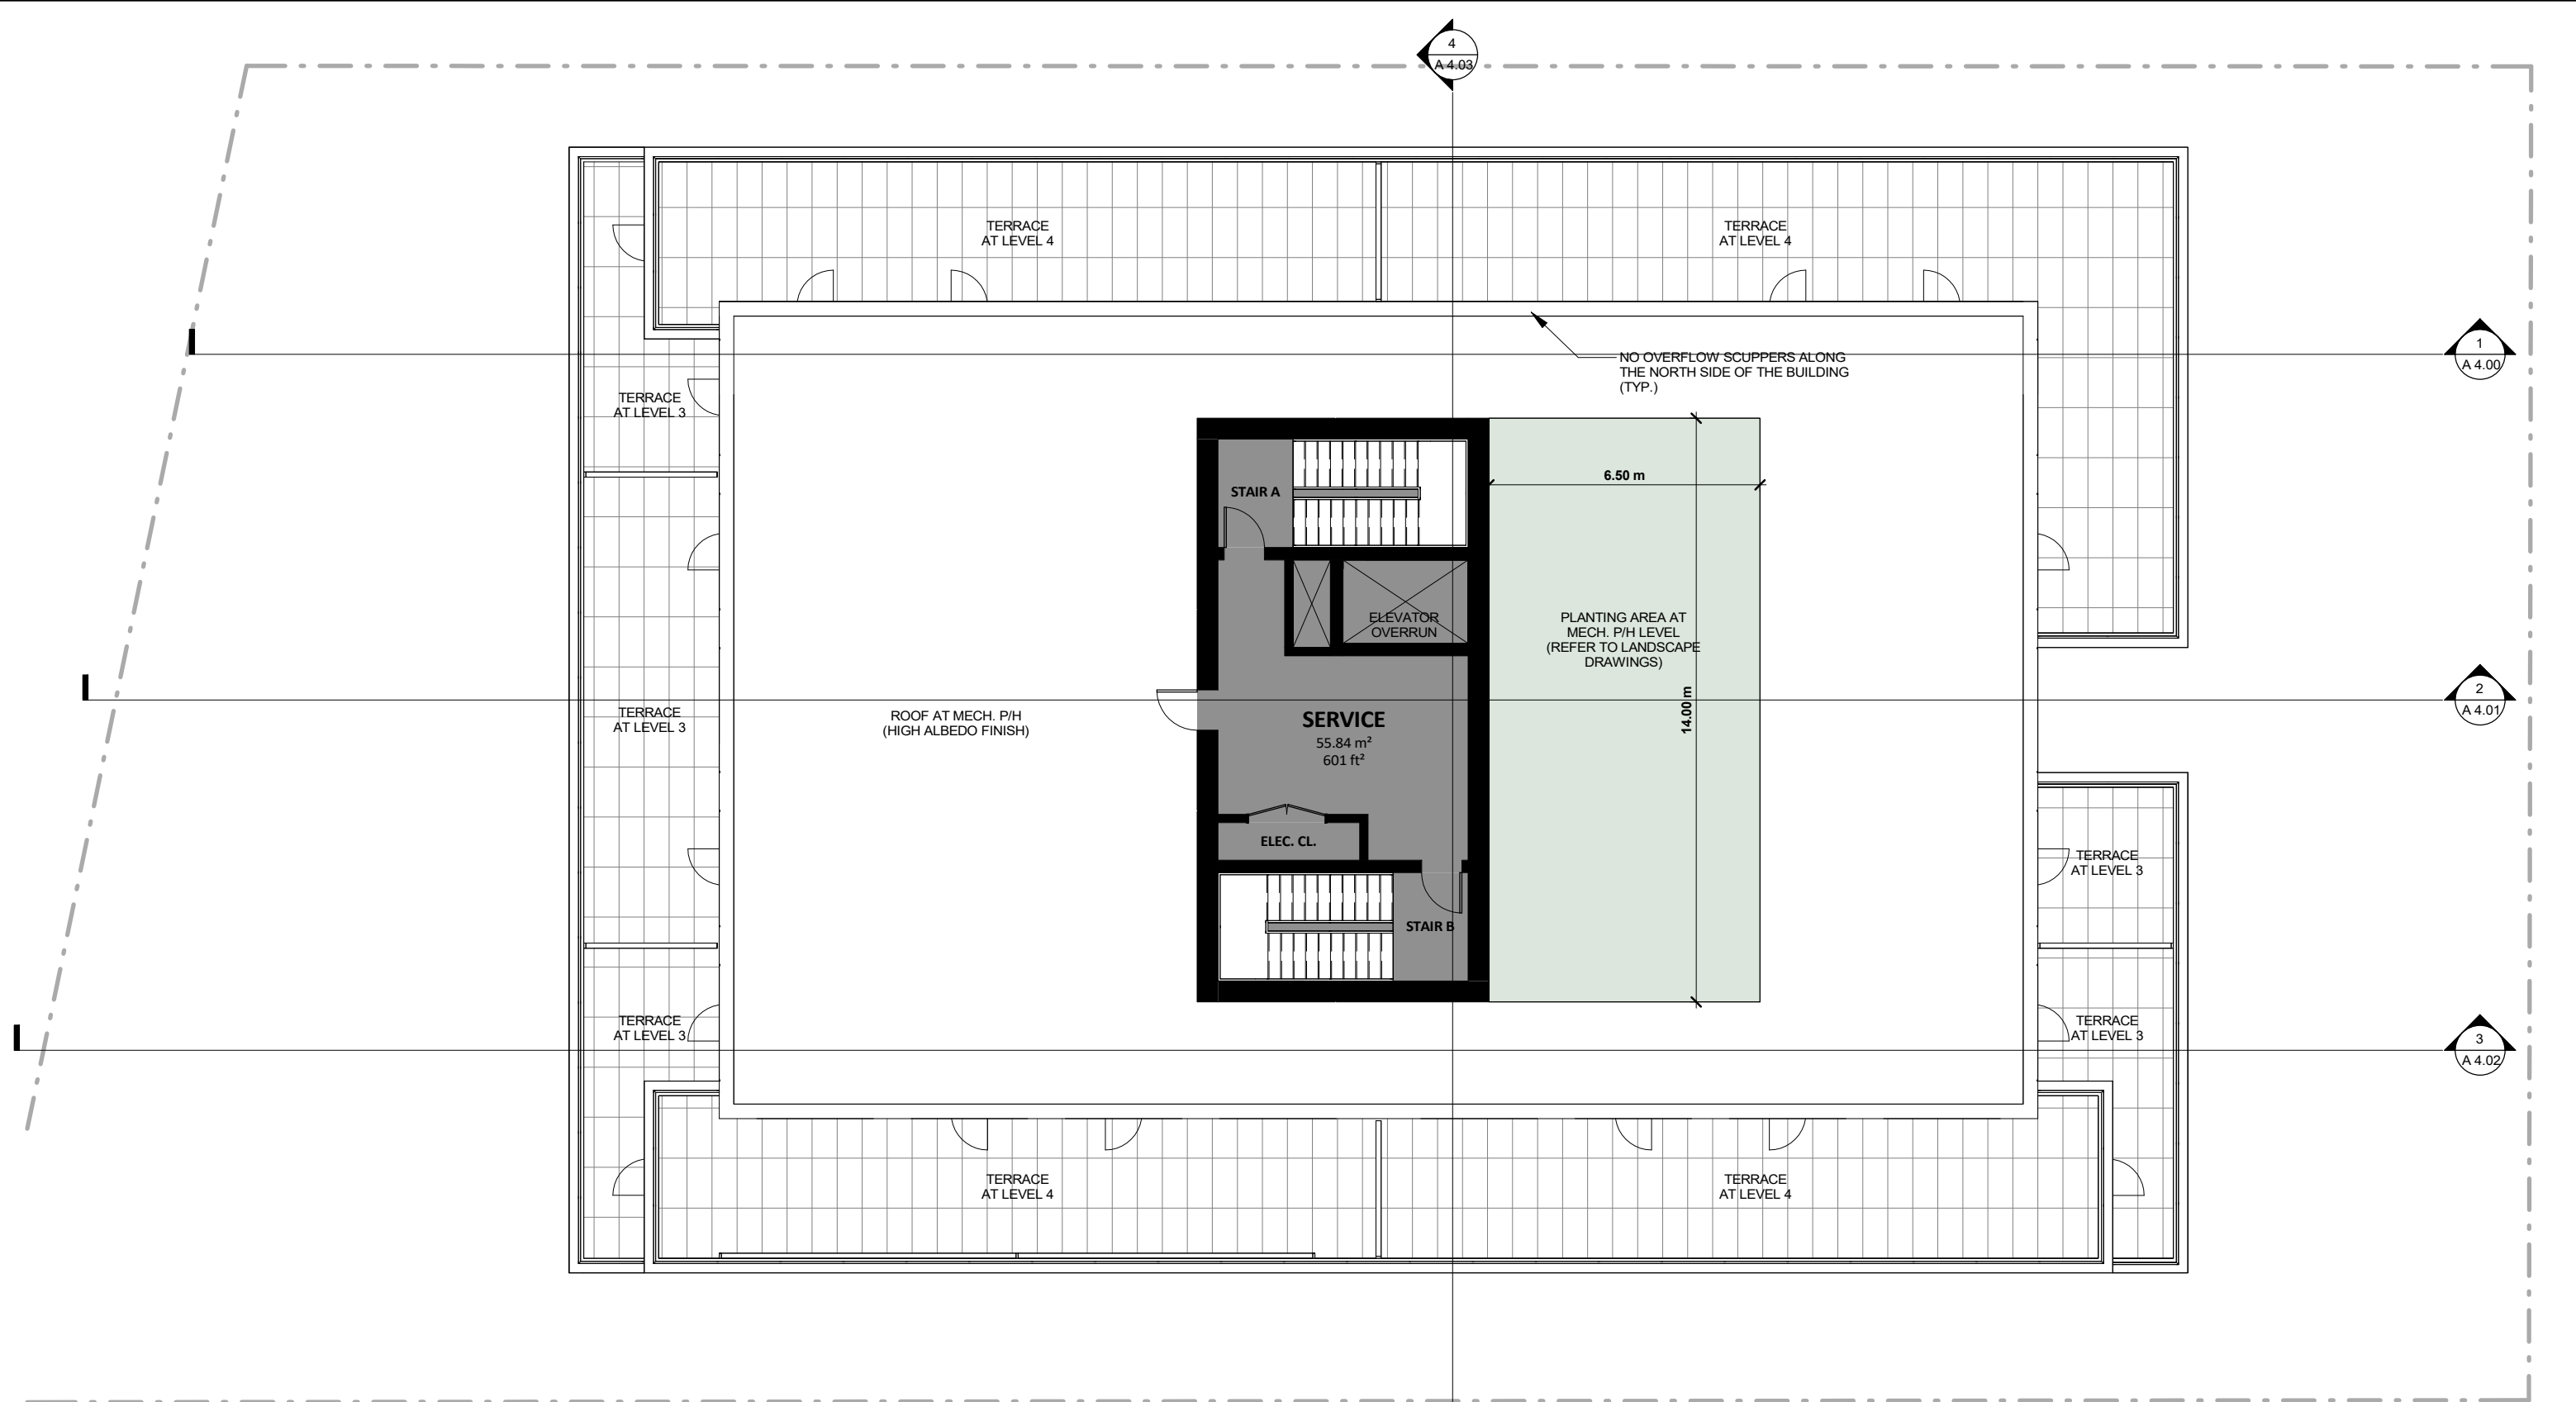 4
A 4.03
TERRACE
AT LEVEL 4
TERRACE
AT LEVEL 4
1
A 4.00
NO OVERFLOW SCUPPERS ALONG
THE NORTH SIDE OF THE BUILDING
(TYP.)
TERRACE
AT LEVEL 3
6.50 m
STAIR A
ELEVATOR
OVERRUN
PLANTING AREA AT
MECH. P/H LEVEL
(REFER TO LANDSCAPE
DRAWINGS)
14.00 m
2
A 4.01
TERRACE
AT LEVEL 3
ROOF AT MECH. P/H
(HIGH ALBEDO FINISH)
SERVICE
55.84 m²
601 ft²
ELEC. CL.
TERRACE
AT LEVEL 3
STAIR B
TERRACE
AT LEVEL 3
TERRACE
AT LEVEL 3
3
A 4.02
TERRACE
AT LEVEL 4
TERRACE
AT LEVEL 4